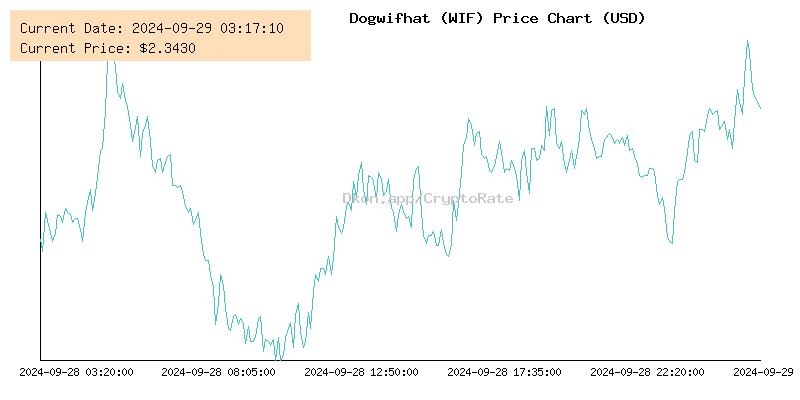 Dogwifhat (WIF) Price Chart (USD)
Current Date: 2024-09-29 03:17:10
Current Price: $2.3430
Dkon.app/CryptoRate
2024-09-28 03:20:00 2024-09-28 08:05:00 2024-09-28 12:50:00 2024-09-28 17:35:00 2024-09-28 22:20:00 2024-09-29